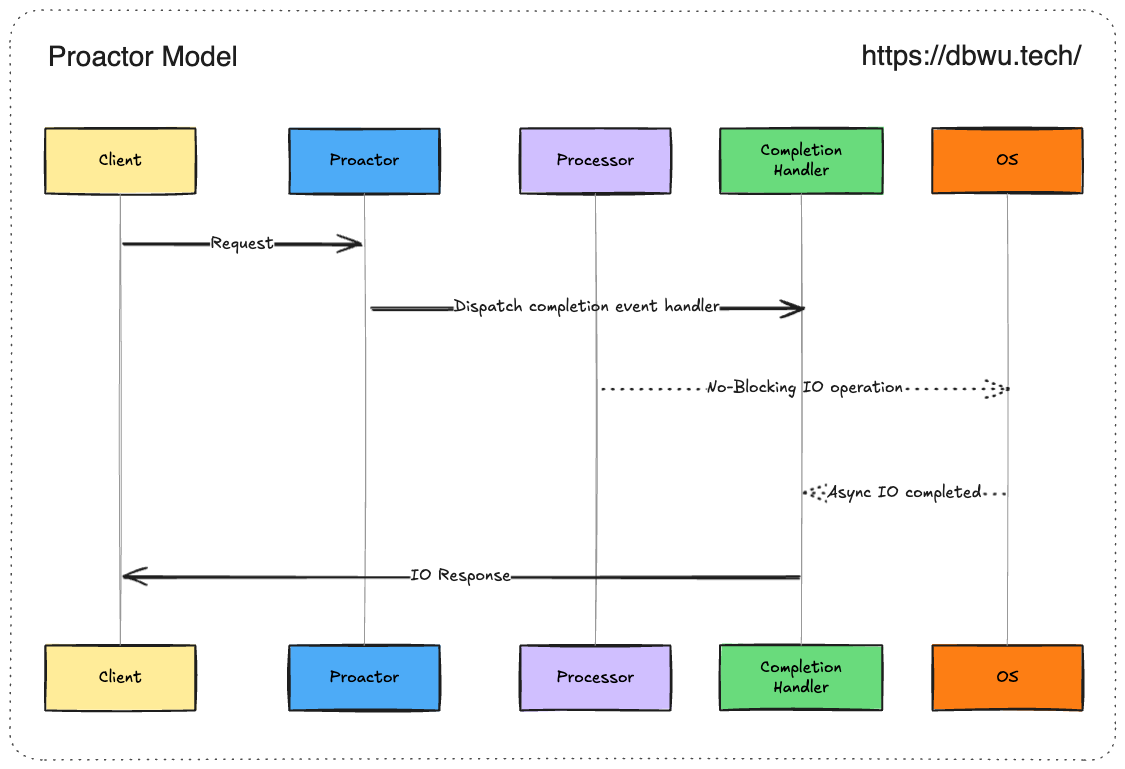 Proactor Model
https://dbwu.tech/
Client
Proactor
Processor
Completion
Handler
OS
Request
Dispatch completion event handler
No-Blocking IO operation
Async IO completed
IO Response
Client
Proactor
Processor
Completion
Handler
OS